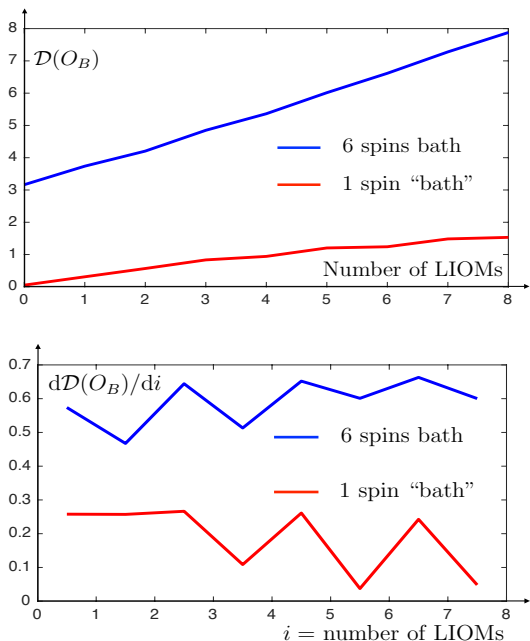 8
𝒟(O_B)
7
6
5
6 spins bath
4
3
1 spin “bath”
2
1
Number of LIOMs
0
0 1 2 3 4 5 6 7 8
0.7
d𝒟(O_B)/di
0.6
0.5
6 spins bath
0.4
0.3
1 spin “bath”
0.2
0.1
0
0 1 2 3 4 5 6 7 8
i = number of LIOMs